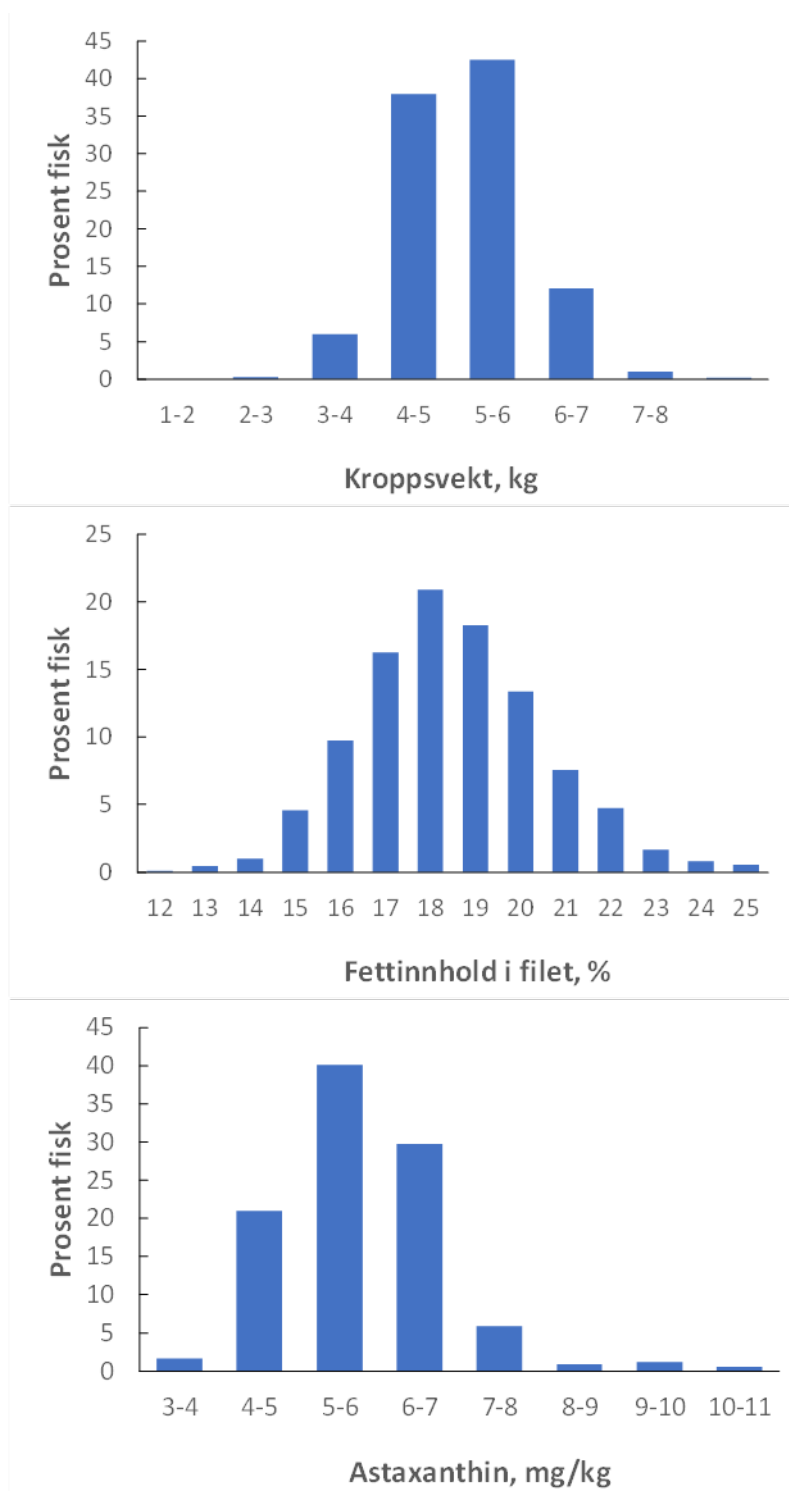 45
40
35
30
25
20
15
10
5
0
Prosent fisk
1-2 2-3 3-4 4-5 5-6 6-7 7-8
Kroppsvekt, kg
25
20
15
10
5
0
Prosent fisk
12 13 14 15 16 17 18 19 20 21 22 23 24 25
Fettinnhold i filet, %
45
40
35
30
25
20
15
10
5
0
Prosent fisk
3-4 4-5 5-6 6-7 7-8 8-9 9-10 10-11
Astaxanthin, mg/kg